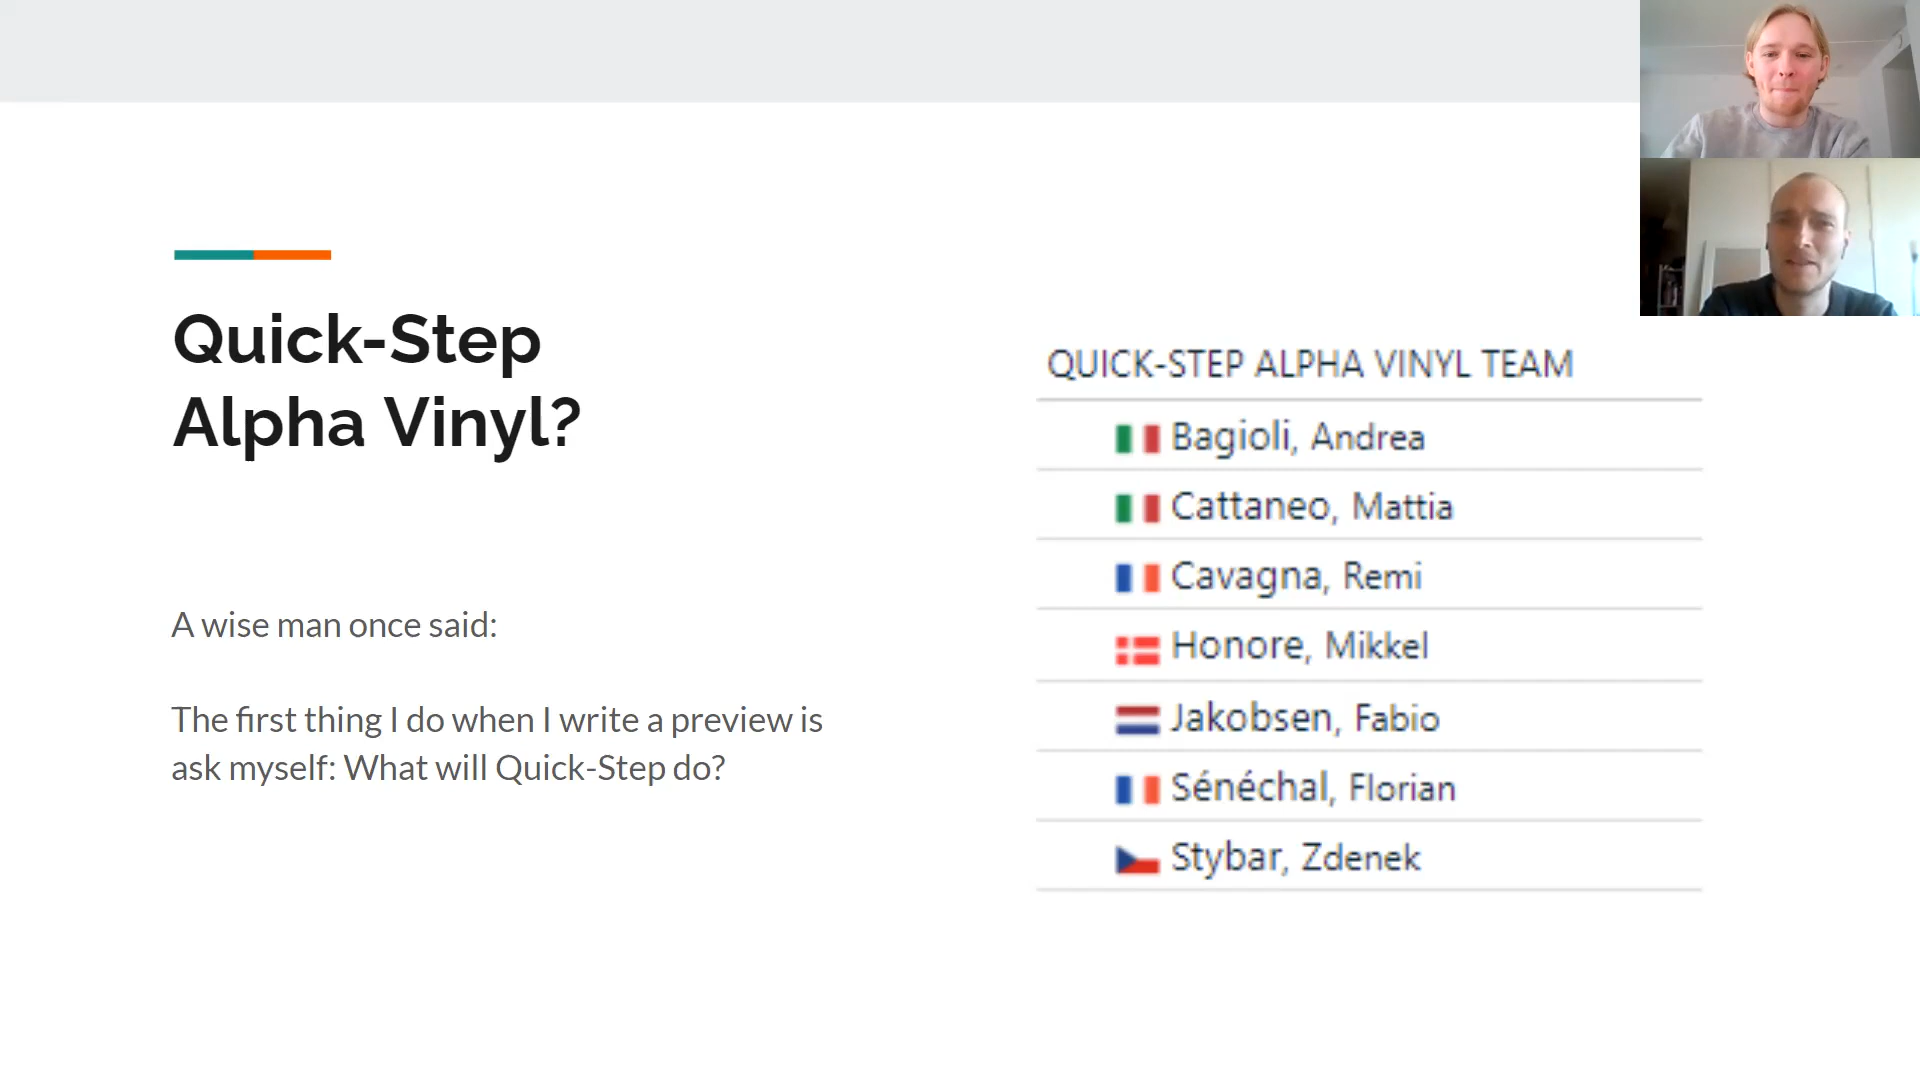 Quick-Step
Alpha Vinyl?
A wise man once said:
The first thing I do when I write a preview is
ask myself: What will Quick-Step do?
QUICK-STEP ALPHA VINYL TEAM
Bagioli, Andrea
Cattaneo, Mattia
Cavagna, Remi
Honore, Mikkel
Jakobsen, Fabio
Sénéchal, Florian
Stybar, Zdenek